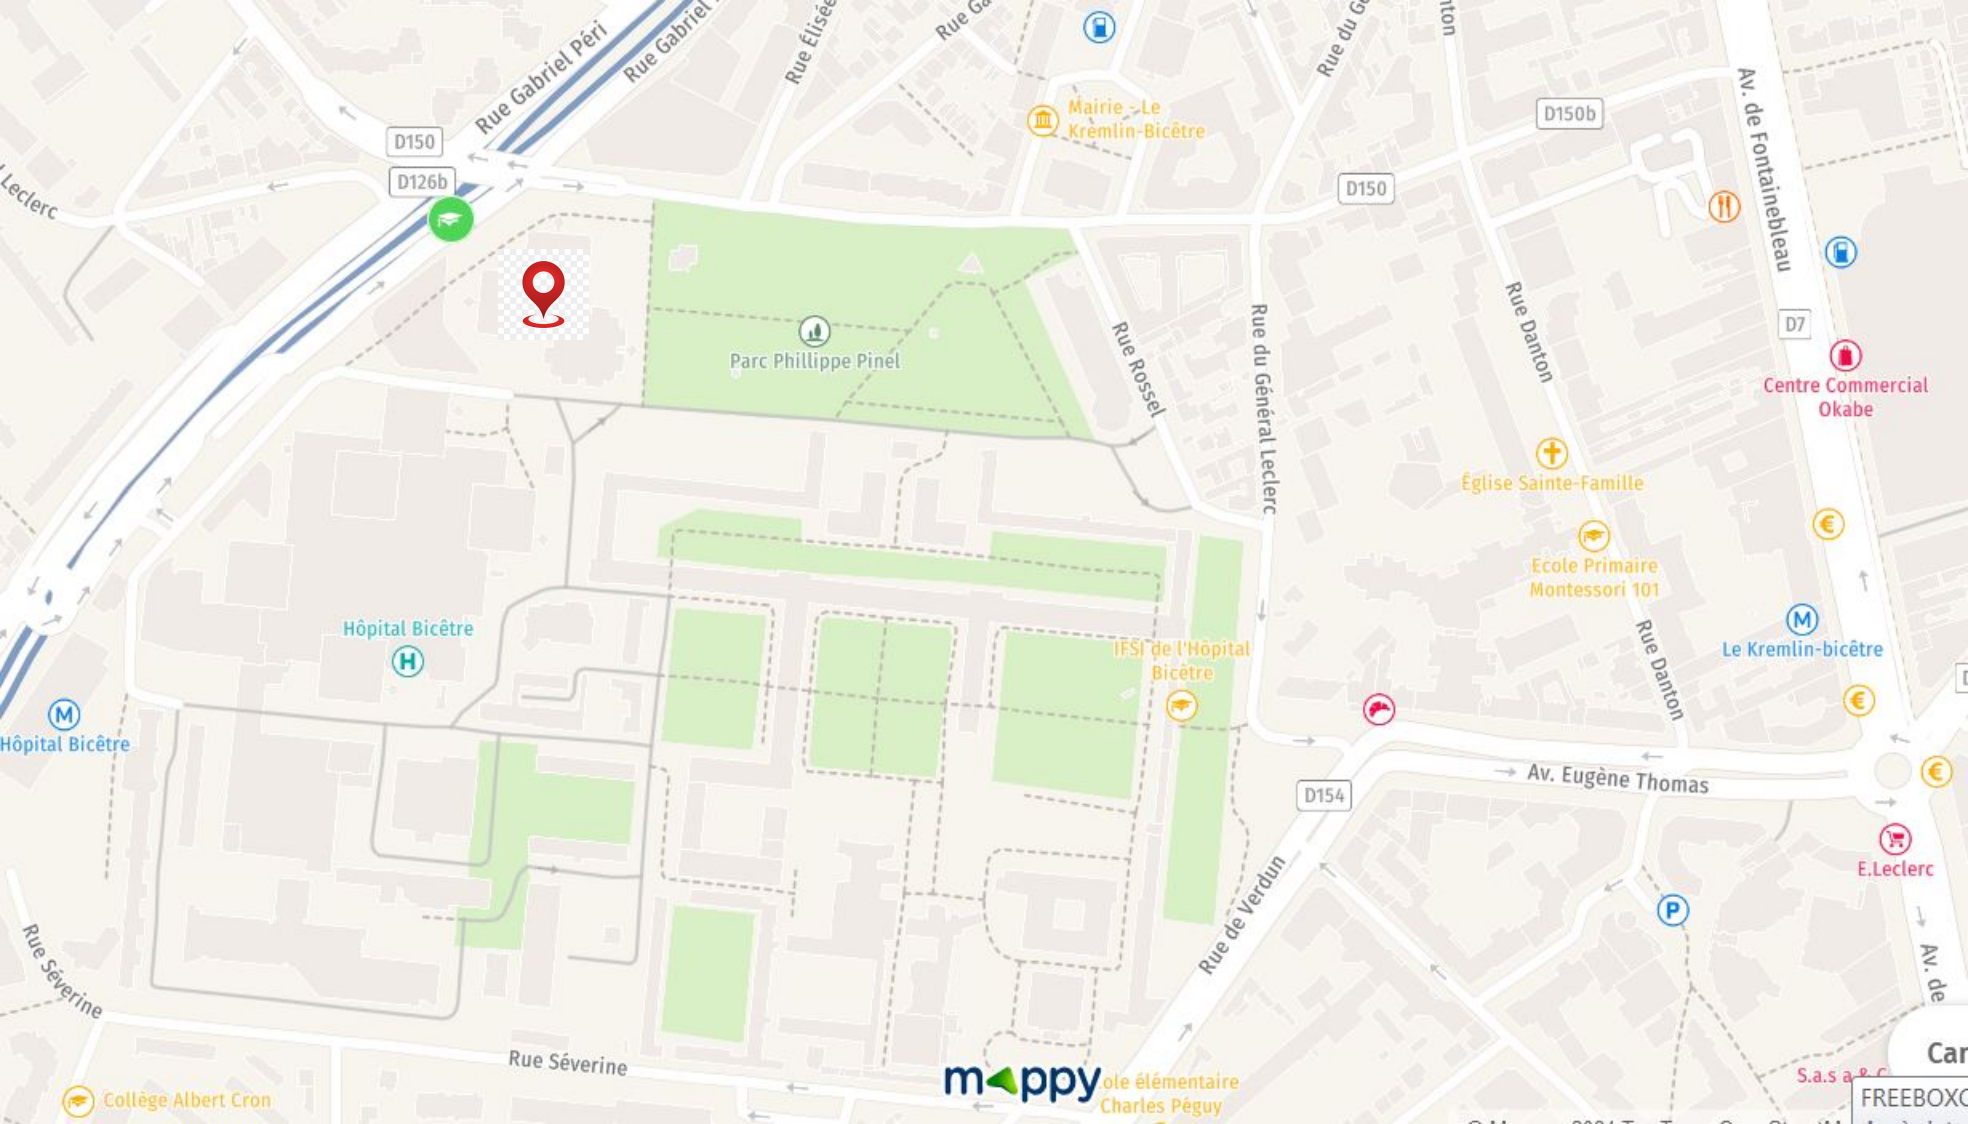 Rue Gabriel Péri
Rue Gabriel
Rue Élisée
Rue Ga
Rue du G
D150
D126b
Leclerc
Mairie - Le
Kremlin-Bicêtre
D150b
D150
Av. de Fontainebleau
D7
Parc Phillippe Pinel
Rue Rossel
Rue du Général Leclerc
Rue Danton
Centre Commercial
Okabe
Église Sainte-Famille
Ecole Primaire
Montessori 101
Rue Danton
M
Le Kremlin-bicêtre
€
€
€
Hôpital Bicêtre
H
IFSI de l'Hôpital
Bicêtre
M
Hôpital Bicêtre
D154
Av. Eugène Thomas
E.Leclerc
P
Rue de Verdun
Av. de
Rue Séverine
Rue Séverine
mappy
ole élémentaire
Charles Péguy
Collège Albert Cron
Car
S.a.s a & C
FREEBOXO